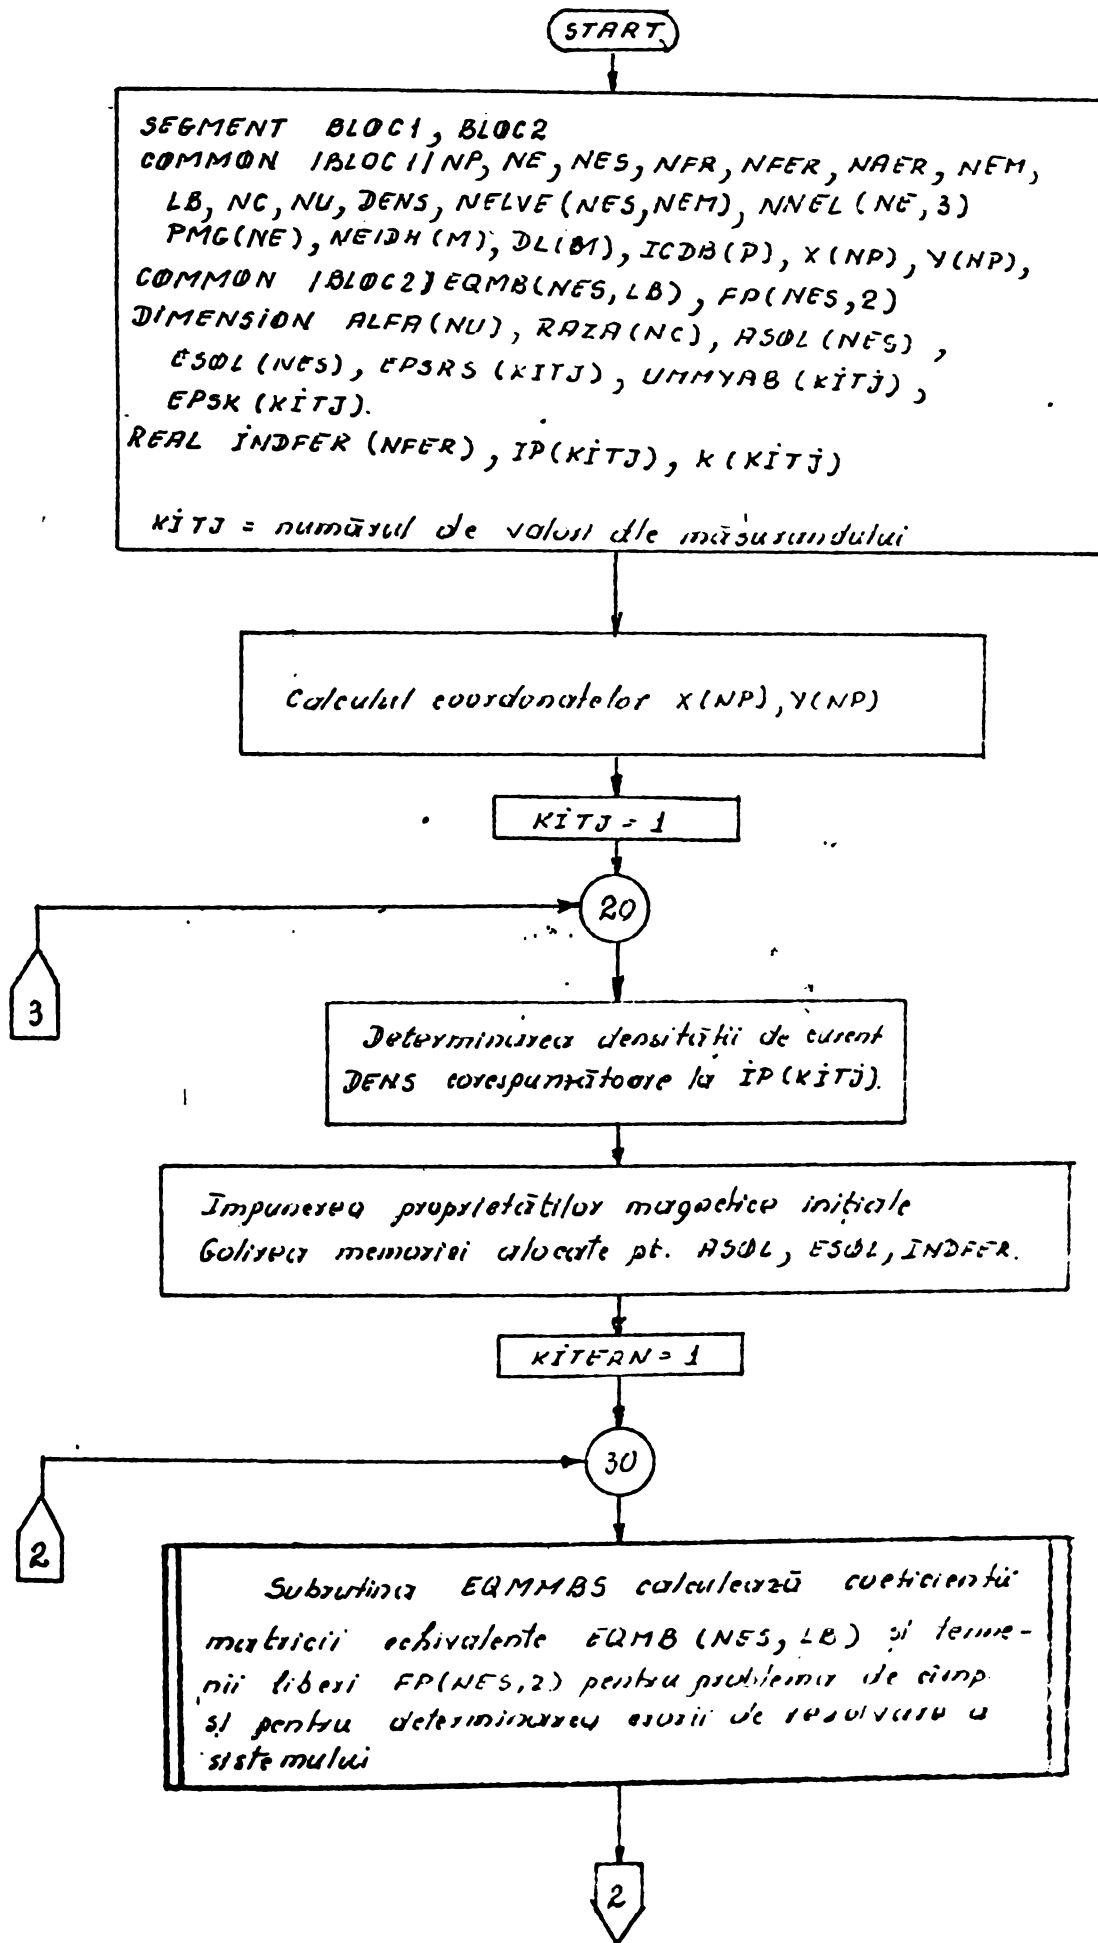 START
SEGMENT BLOC1, BLOC2
COMMON /BLOC1/ NP, NE, NES, NFR, NFER, NAER, NEM,
LB, NC, NU, DENS, NELVE(NES,NEM), NNEL(NE,3)
PMG(NE), NEIDH(M), DL(M), ICDB(P), X(NP), Y(NP),
COMMON /BLOC2/ EQMB(NES,LB), FP(NES,2)
DIMENSION ALFA(NU), RAZA(NC), ASØL(NES),
ESØL(NES), EPSRS(KITJ), UMMYAB(KITJ),
EPSK(KITJ).
REAL INDFER(NFER), IP(KITJ), K(KITJ)
KITJ = numărul de valori ale măsurandului
Calculul coordonatelor X(NP), Y(NP)
KITJ = 1
20
3
Determinarea densității de curent
DENS corespunzătoare la IP(KITJ).
Impunerea proprietăților magnetice inițiale
Golirea memoriei alocate pt. ASØL, ESØL, INDFER.
KITERN = 1
30
2
Subrutina EQMMBS calculează coeficienții
matricii echivalente EQMB(NES,LB) și terme-
nii liberi FP(NES,2) pentru problema de cîmp
și pentru determinarea erorii de rezolvare a
sistemului
2